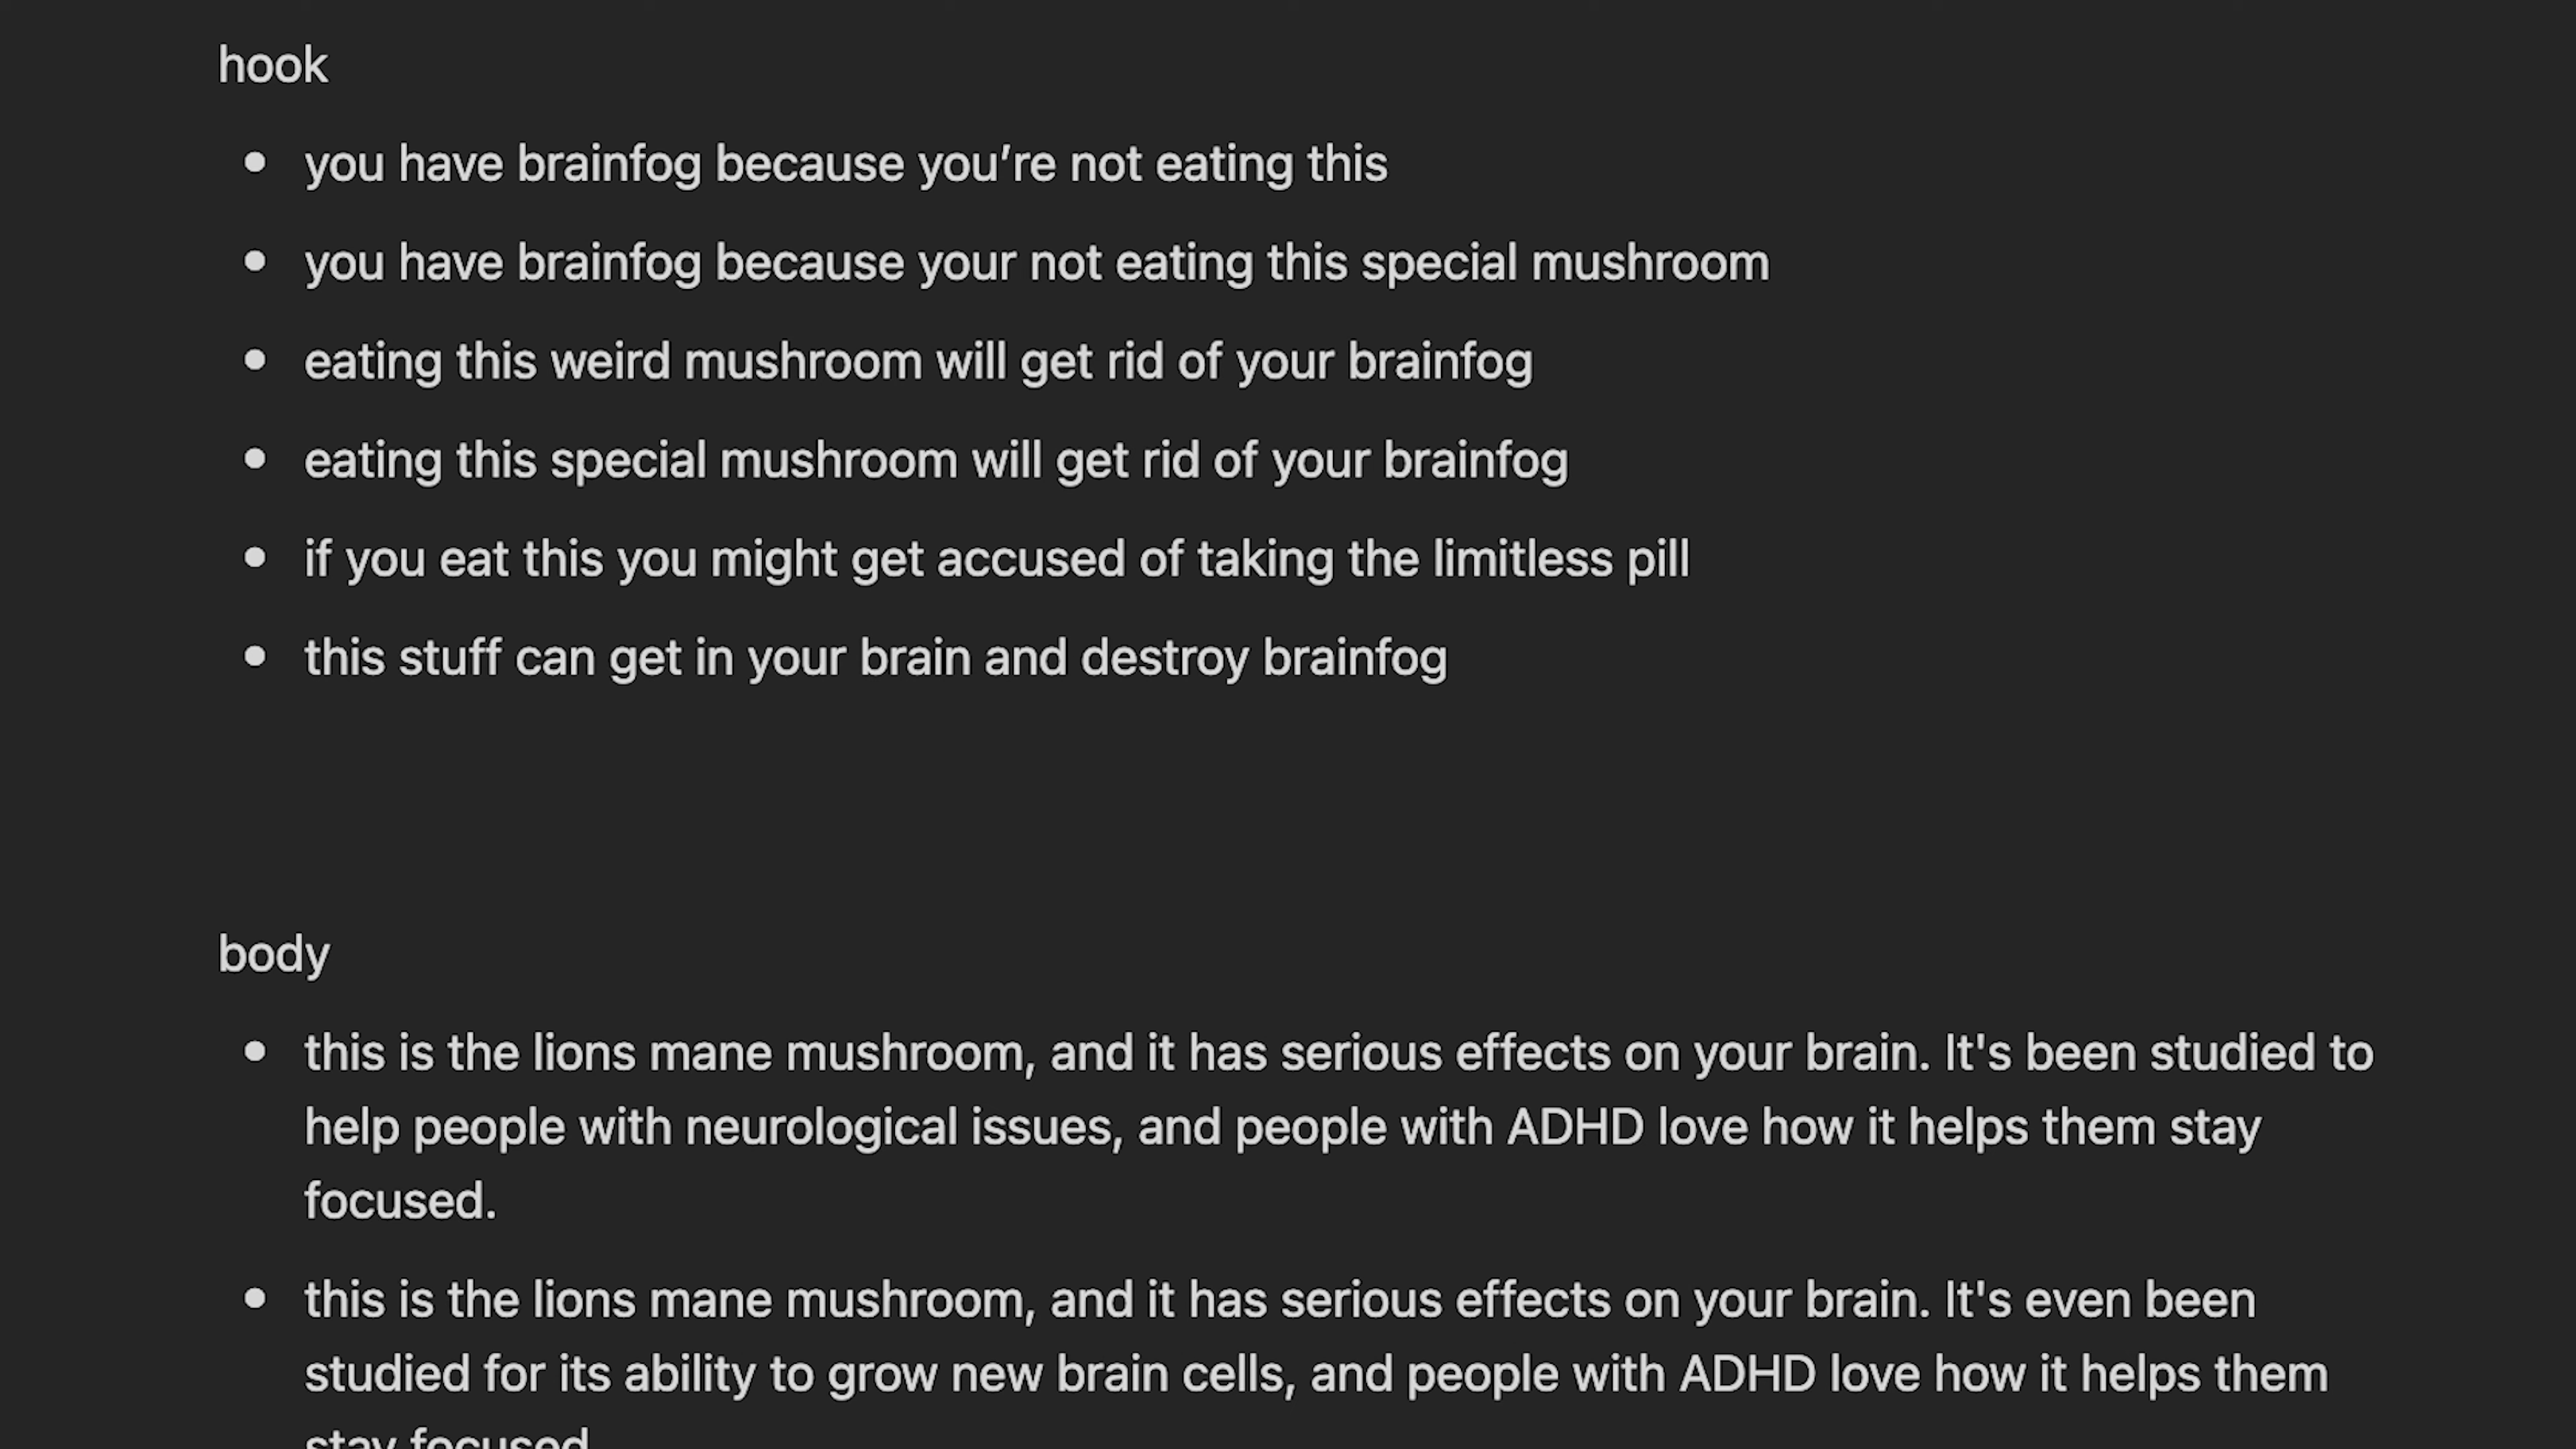 hook
• you have brainfog because you’re not eating this
• you have brainfog because your not eating this special mushroom
• eating this weird mushroom will get rid of your brainfog
• eating this special mushroom will get rid of your brainfog
• if you eat this you might get accused of taking the limitless pill
• this stuff can get in your brain and destroy brainfog
body
• this is the lions mane mushroom, and it has serious effects on your brain. It's been studied to
help people with neurological issues, and people with ADHD love how it helps them stay
focused.
• this is the lions mane mushroom, and it has serious effects on your brain. It's even been
studied for its ability to grow new brain cells, and people with ADHD love how it helps them
stay focused